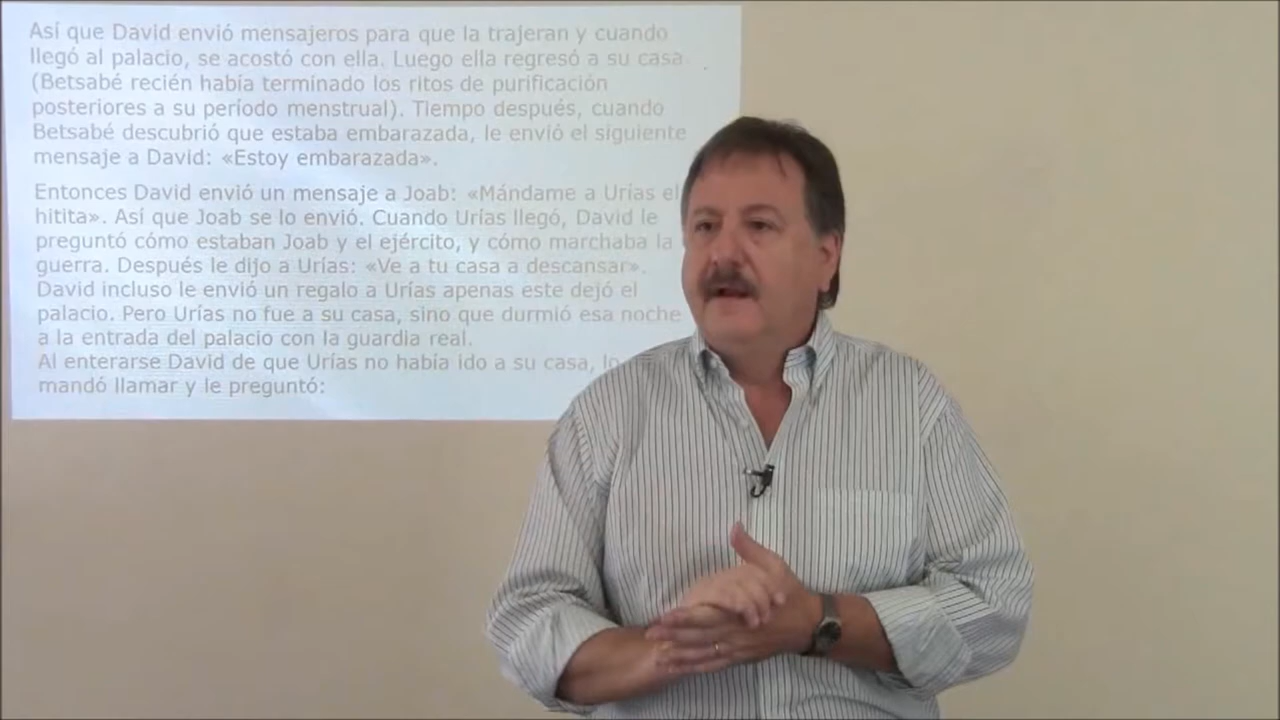 Así que David envió mensajeros para que la trajeran y cuando
llegó al palacio, se acostó con ella. Luego ella regresó a su casa.
(Betsabé recién había terminado los ritos de purificación
posteriores a su período menstrual). Tiempo después, cuando
Betsabé descubrió que estaba embarazada, le envió el siguiente
mensaje a David: «Estoy embarazada».
Entonces David envió un mensaje a Joab: «Mándame a Urías el
hitita». Así que Joab se lo envió. Cuando Urías llegó, David le
preguntó cómo estaban Joab y el ejército, y cómo marchaba la
guerra. Después le dijo a Urías: «Ve a tu casa a descansar».
David incluso le envió un regalo a Urías apenas este dejó el
palacio. Pero Urías no fue a su casa, sino que durmió esa noche
a la entrada del palacio con la guardia real.
Al enterarse David de que Urías no había ido a su casa, lo
mandó llamar y le preguntó: